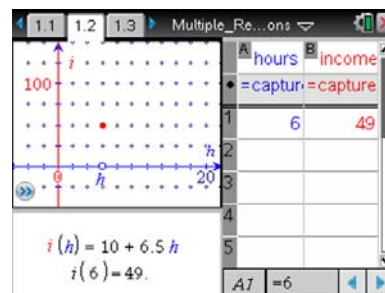 1.1 1.2 1.3 Multiple_Re...ons
i
100
h
0 h 20
i(h) = 10 + 6.5 h
i(6)=49.
A hours B income
=captur =capture
1 6 49
2
3
4
5
A1 =6